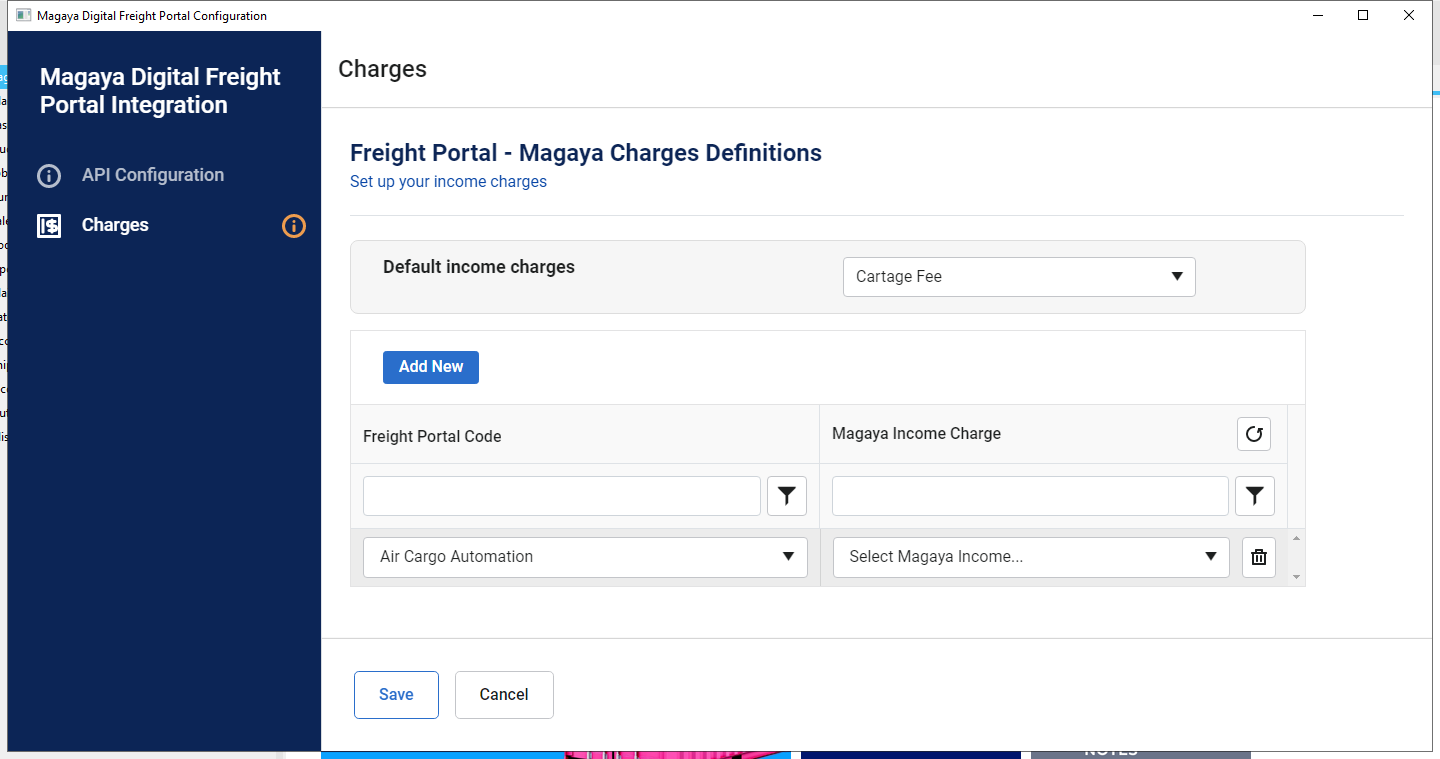 Magaya Digital Freight Portal Configuration
Magaya Digital Freight
Portal Integration
API Configuration
Charges
Charges
Freight Portal - Magaya Charges Definitions
Set up your income charges
Default income charges
Cartage Fee
Add New
Freight Portal Code
Magaya Income Charge
Air Cargo Automation
Select Magaya Income...
Save
Cancel
NOTES